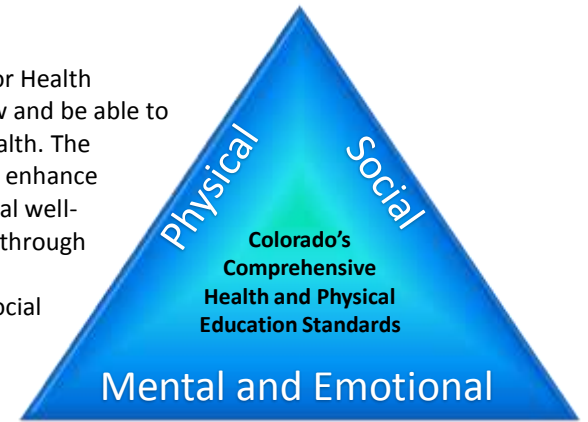 or Health
w and be able to
alth. The
enhance
al well-
through
ocial
Physical
Social
Colorado's
Comprehensive
Health and Physical
Education Standards
Mental and Emotional